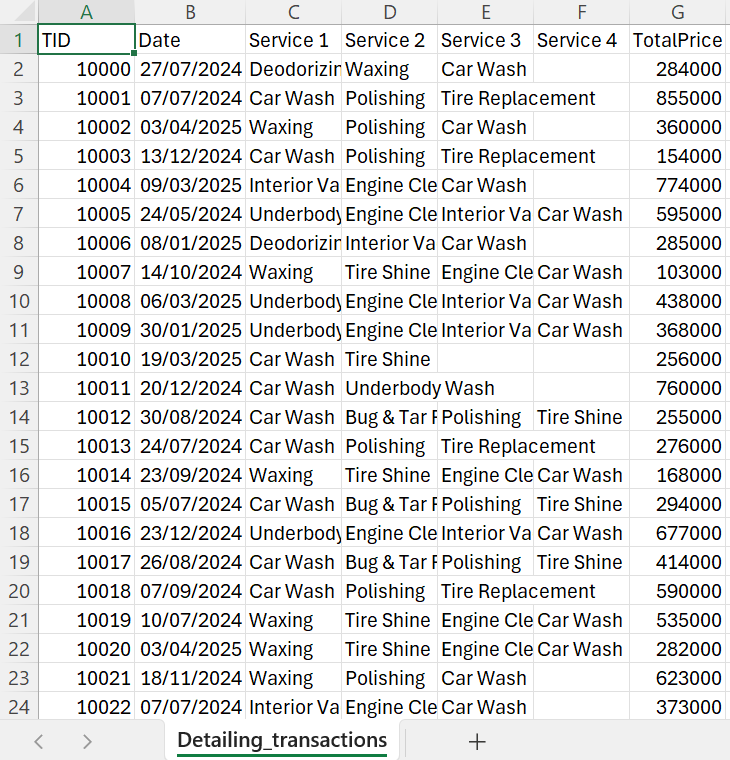 A B C D E F G
1 TID Date Service 1 Service 2 Service 3 Service 4 TotalPrice
2 10000 27/07/2024 Deodorizin Waxing Car Wash 284000
3 10001 07/07/2024 Car Wash Polishing Tire Replacement 855000
4 10002 03/04/2025 Waxing Polishing Car Wash 360000
5 10003 13/12/2024 Car Wash Polishing Tire Replacement 154000
6 10004 09/03/2025 Interior Va Engine Cle Car Wash 774000
7 10005 24/05/2024 Underbody Engine Cle Interior Va Car Wash 595000
8 10006 08/01/2025 Deodorizin Interior Va Car Wash 285000
9 10007 14/10/2024 Waxing Tire Shine Engine Cle Car Wash 103000
10 10008 06/03/2025 Underbody Engine Cle Interior Va Car Wash 438000
11 10009 30/01/2025 Underbody Engine Cle Interior Va Car Wash 368000
12 10010 19/03/2025 Car Wash Tire Shine 256000
13 10011 20/12/2024 Car Wash Underbody Wash 760000
14 10012 30/08/2024 Car Wash Bug & Tar Polishing Tire Shine 255000
15 10013 24/07/2024 Car Wash Polishing Tire Replacement 276000
16 10014 23/09/2024 Waxing Tire Shine Engine Cle Car Wash 168000
17 10015 05/07/2024 Car Wash Bug & Tar Polishing Tire Shine 294000
18 10016 23/12/2024 Underbody Engine Cle Interior Va Car Wash 677000
19 10017 26/08/2024 Car Wash Bug & Tar Polishing Tire Shine 414000
20 10018 07/09/2024 Car Wash Polishing Tire Replacement 590000
21 10019 10/07/2024 Waxing Tire Shine Engine Cle Car Wash 535000
22 10020 03/04/2025 Waxing Tire Shine Engine Cle Car Wash 282000
23 10021 18/11/2024 Waxing Polishing Car Wash 623000
24 10022 07/07/2024 Interior Va Engine Cle Car Wash 373000
Detailing_transactions